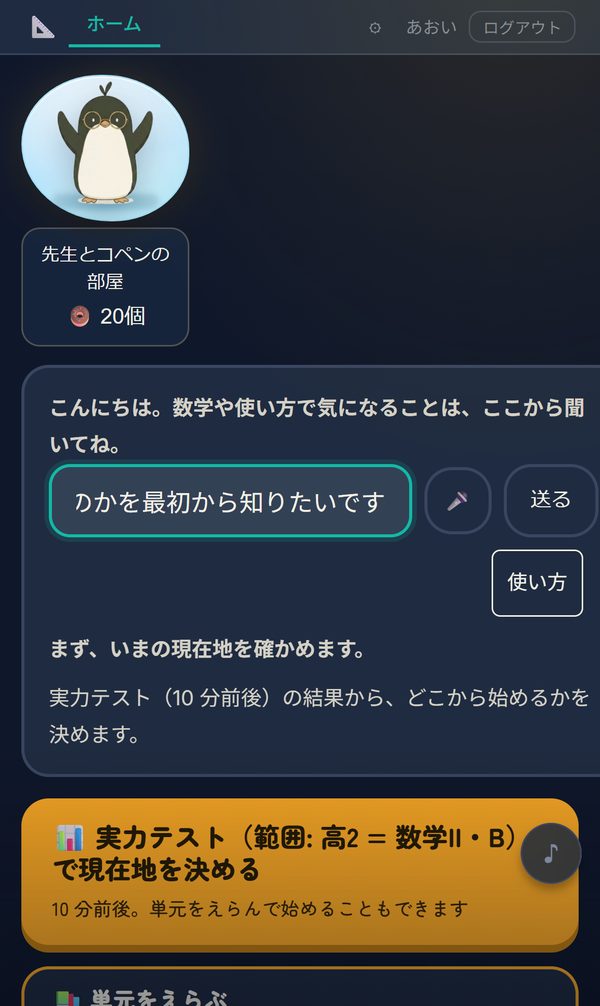 ホーム
あおい
ログアウト
先生とコペンの
部屋
20個
こんにちは。数学や使い方で気になることは、ここから聞
いてね。
のかを最初から知りたいです
送る
使い方
まず、いまの現在地を確かめます。
実力テスト（10 分前後）の結果から、どこから始めるかを
決めます。
実力テスト（範囲: 高2 = 数学II・B）
で現在地を決める
10 分前後。単元をえらんで始めることもできます
単元をえらぶ